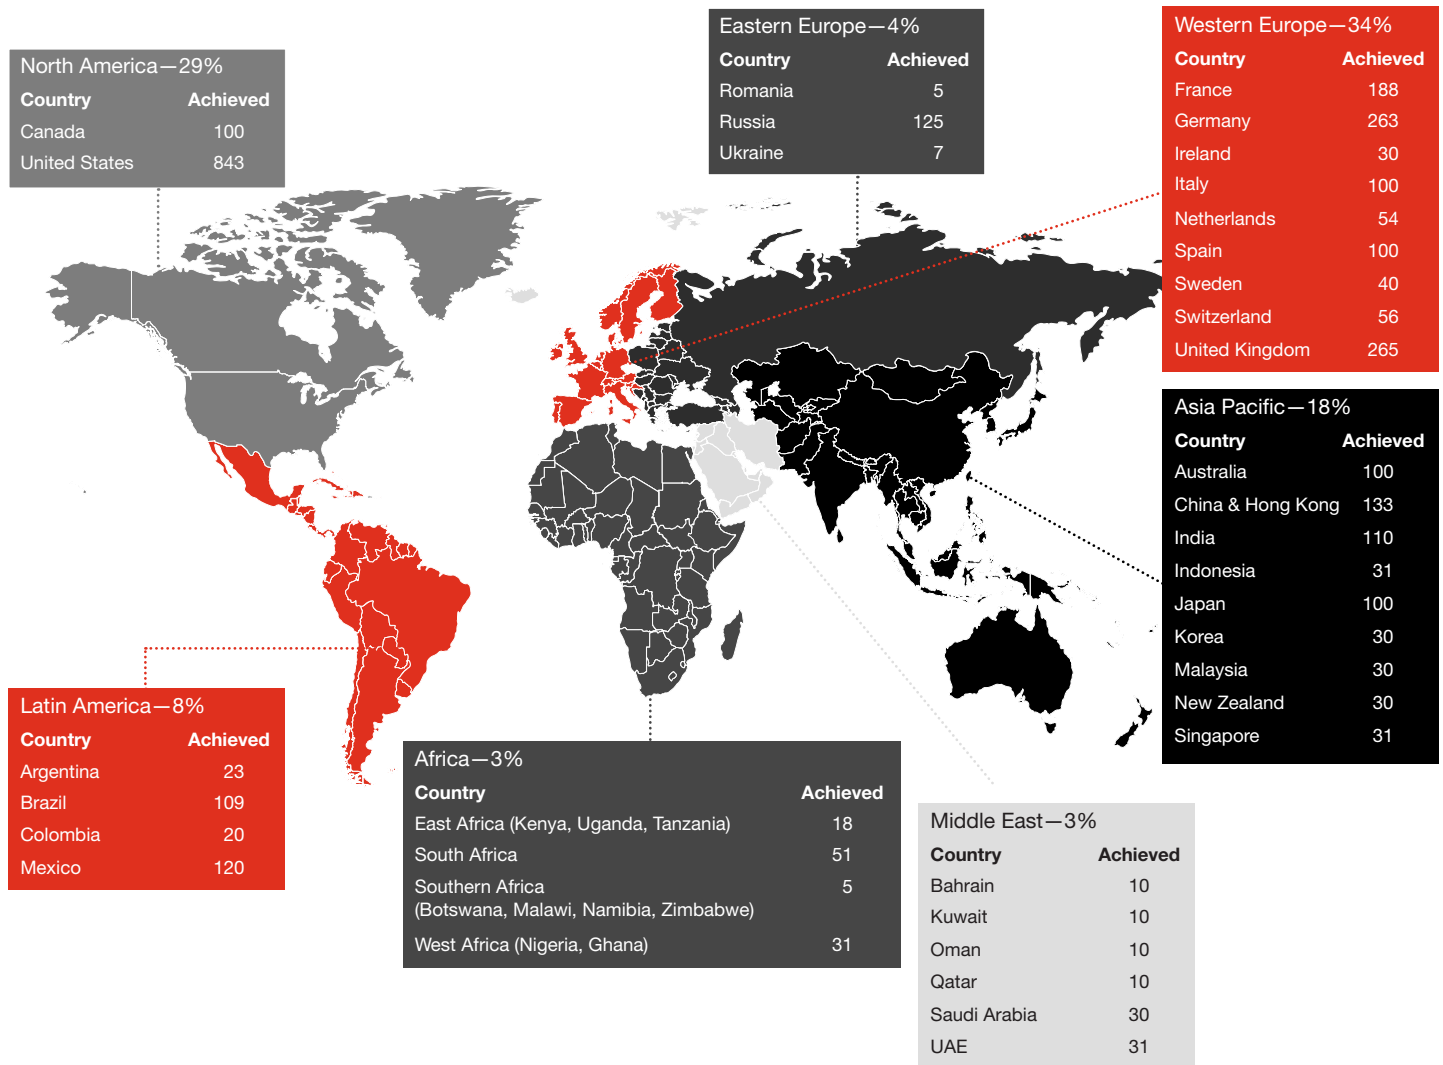 North America—29%
Country Achieved
Canada 100
United States 843
Eastern Europe—4%
Country Achieved
Romania 5
Russia 125
Ukraine 7
Western Europe—34%
Country Achieved
France 188
Germany 263
Ireland 30
Italy 100
Netherlands 54
Spain 100
Sweden 40
Switzerland 56
United Kingdom 265
Asia Pacific—18%
Country Achieved
Australia 100
China & Hong Kong 133
India 110
Indonesia 31
Japan 100
Korea 30
Malaysia 30
New Zealand 30
Singapore 31
Latin America—8%
Country Achieved
Argentina 23
Brazil 109
Colombia 20
Mexico 120
Africa—3%
Country Achieved
East Africa (Kenya, Uganda, Tanzania) 18
South Africa 51
Southern Africa 5
(Botswana, Malawi, Namibia, Zimbabwe)
West Africa (Nigeria, Ghana) 31
Middle East—3%
Country Achieved
Bahrain 10
Kuwait 10
Oman 10
Qatar 10
Saudi Arabia 30
UAE 31